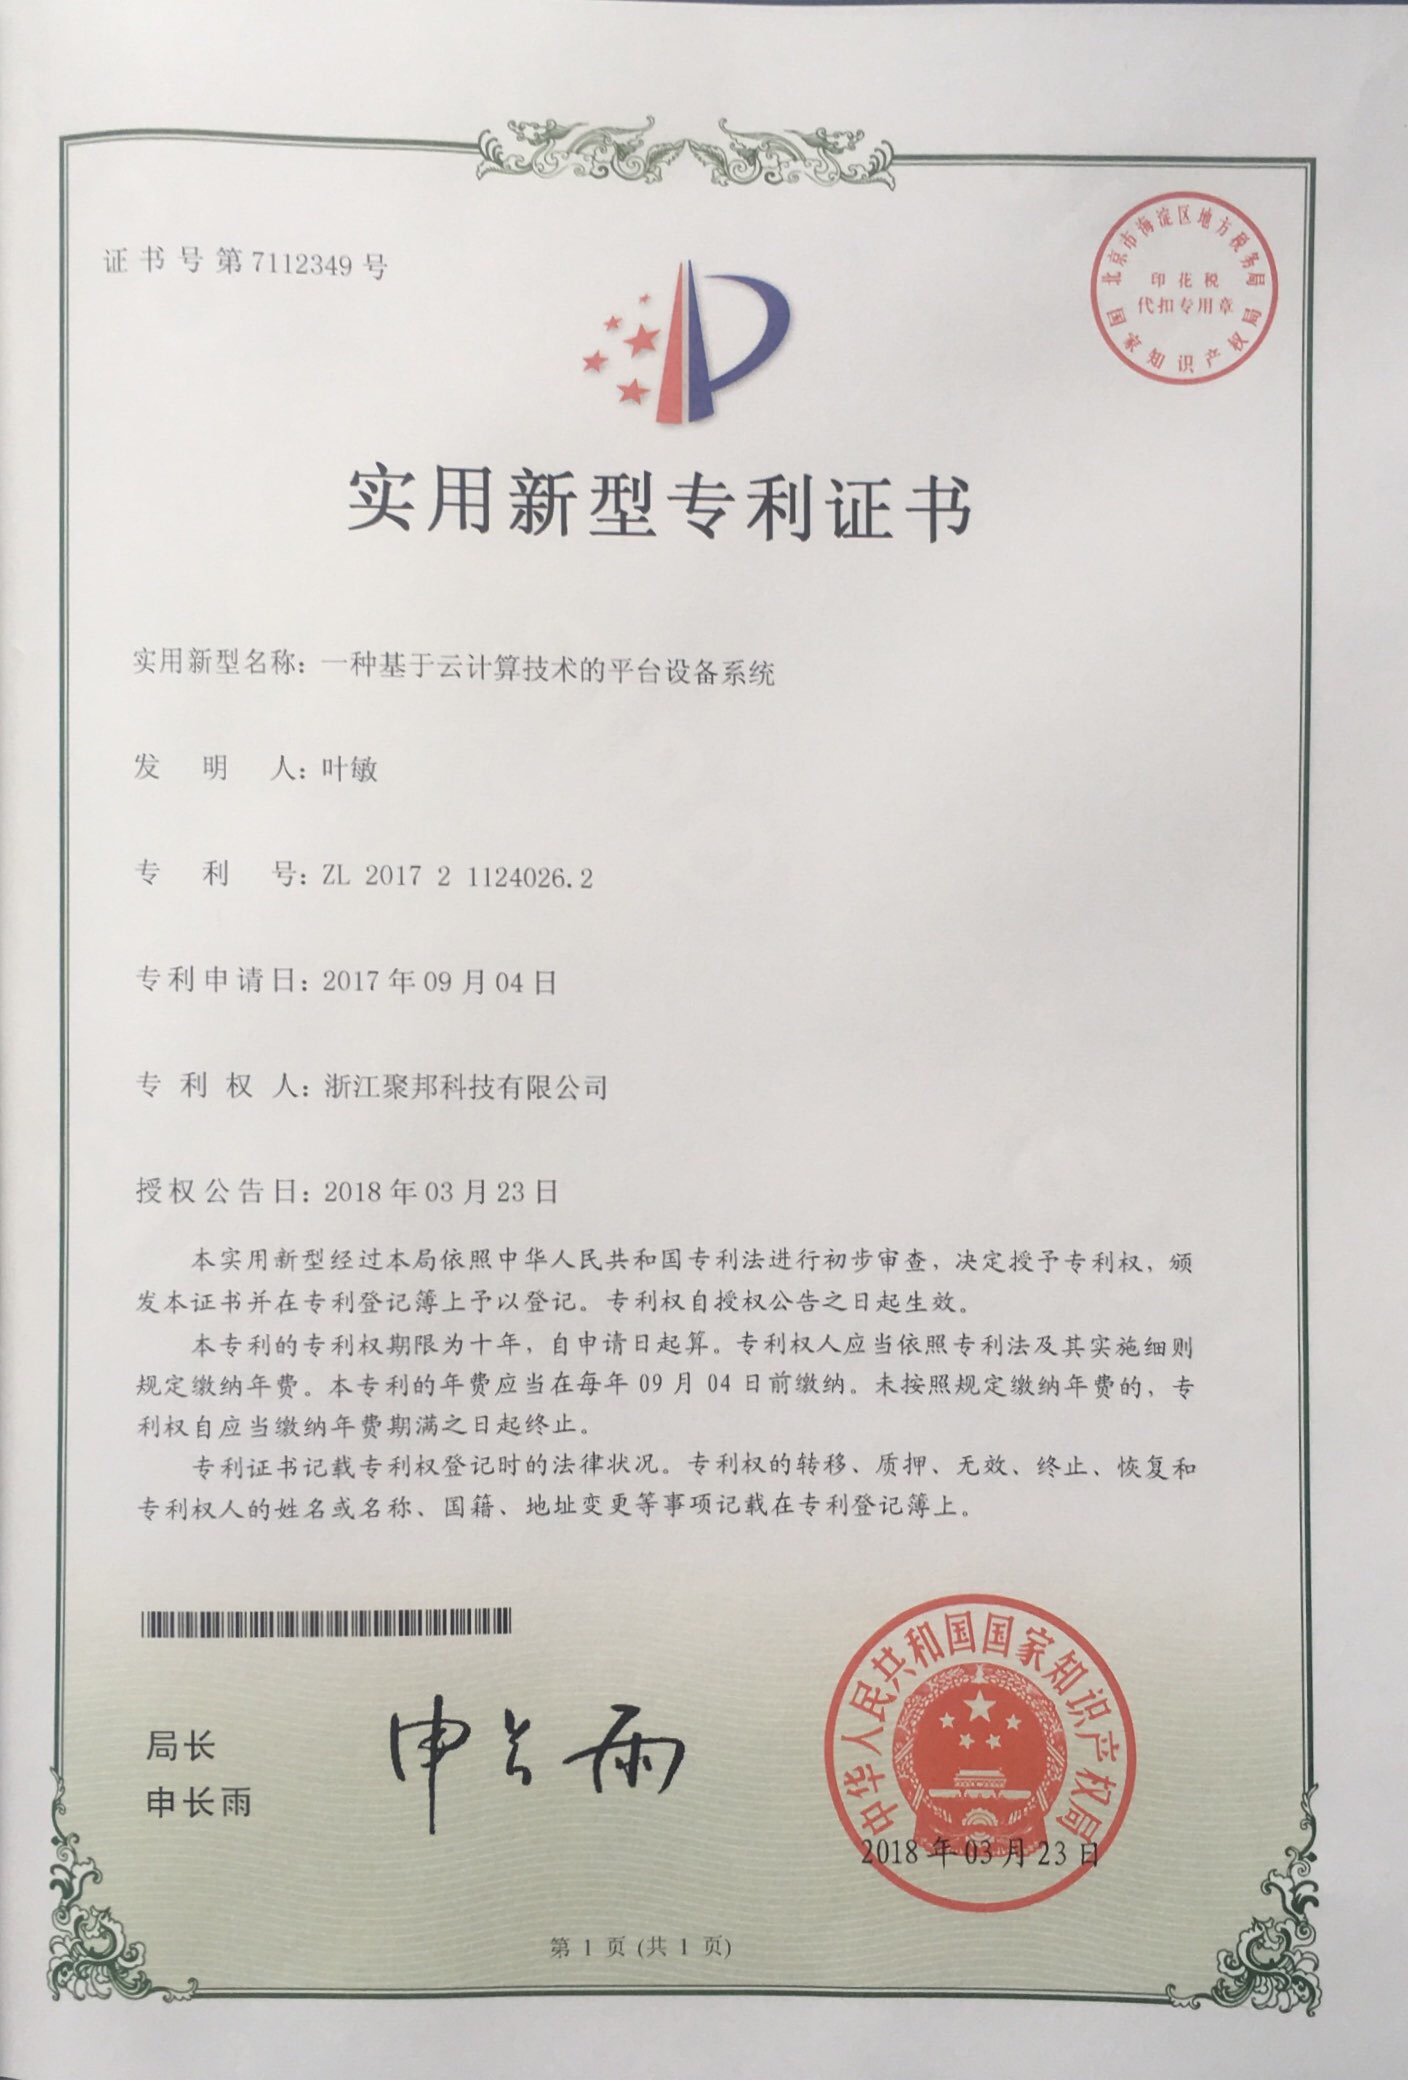 证书号第7112349号
北京市海淀区地方税务局
印花税
代扣专用章
国家知识产权局
实用新型专利证书
实用新型名称：一种基于云计算技术的平台设备系统
发明人：叶敏
专利号：ZL 2017 2 1124026.2
专利申请日：2017年09月04日
专利权人：浙江聚邦科技有限公司
授权公告日：2018年03月23日
本实用新型经过本局依照中华人民共和国专利法进行初步审查，决定授予专利权，颁
发本证书并在专利登记簿上予以登记。专利权自授权公告之日起生效。
本专利的专利权期限为十年，自申请日起算。专利权人应当依照专利法及其实施细则
规定缴纳年费。本专利的年费应当在每年09月04日前缴纳。未按照规定缴纳年费的，专
利权自应当缴纳年费期满之日起终止。
专利证书记载专利权登记时的法律状况。专利权的转移、质押、无效、终止、恢复和
专利权人的姓名或名称、国籍、地址变更等事项记载在专利登记簿上。
局长
申长雨
申长雨
中华人民共和国国家知识产权局
2018年03月23日
第1页(共1页)